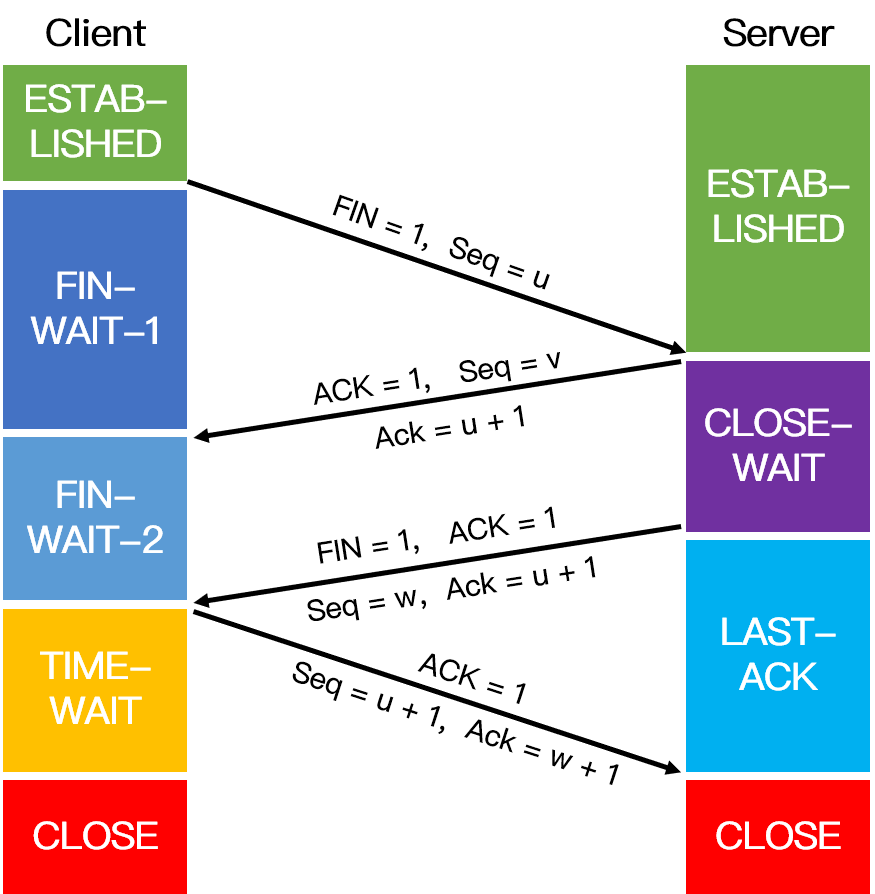 Client
Server
ESTAB-
LISHED
ESTAB-
LISHED
FIN = 1, Seq = u
FIN-
WAIT-1
ACK = 1, Seq = v
Ack = u + 1
CLOSE-
WAIT
FIN-
WAIT-2
FIN = 1, ACK = 1
Seq = w, Ack = u + 1
TIME-
WAIT
LAST-
ACK
ACK = 1
Seq = u + 1, Ack = w + 1
CLOSE
CLOSE